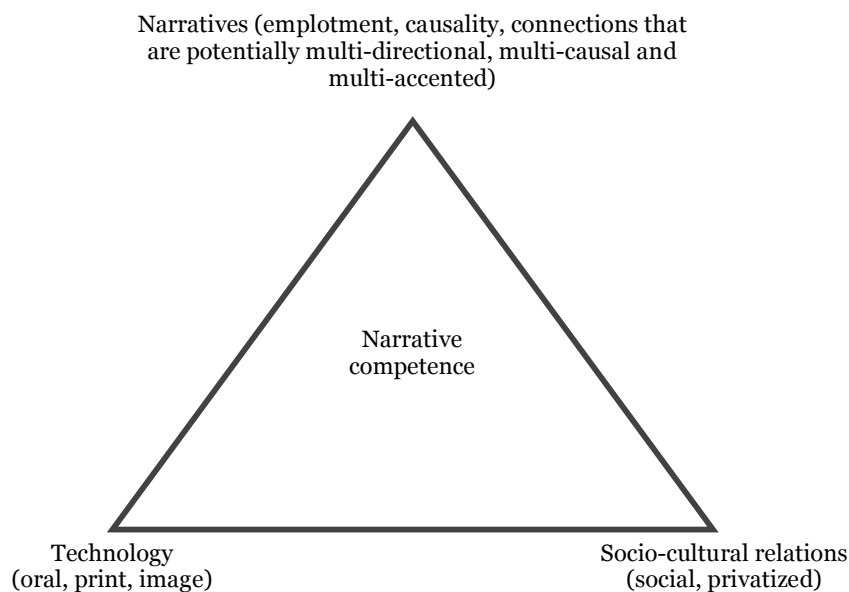 Narratives (emplotment, causality, connections that
are potentially multi-directional, multi-causal and
multi-accented)
Narrative
competence
Technology
(oral, print, image)
Socio-cultural relations
(social, privatized)